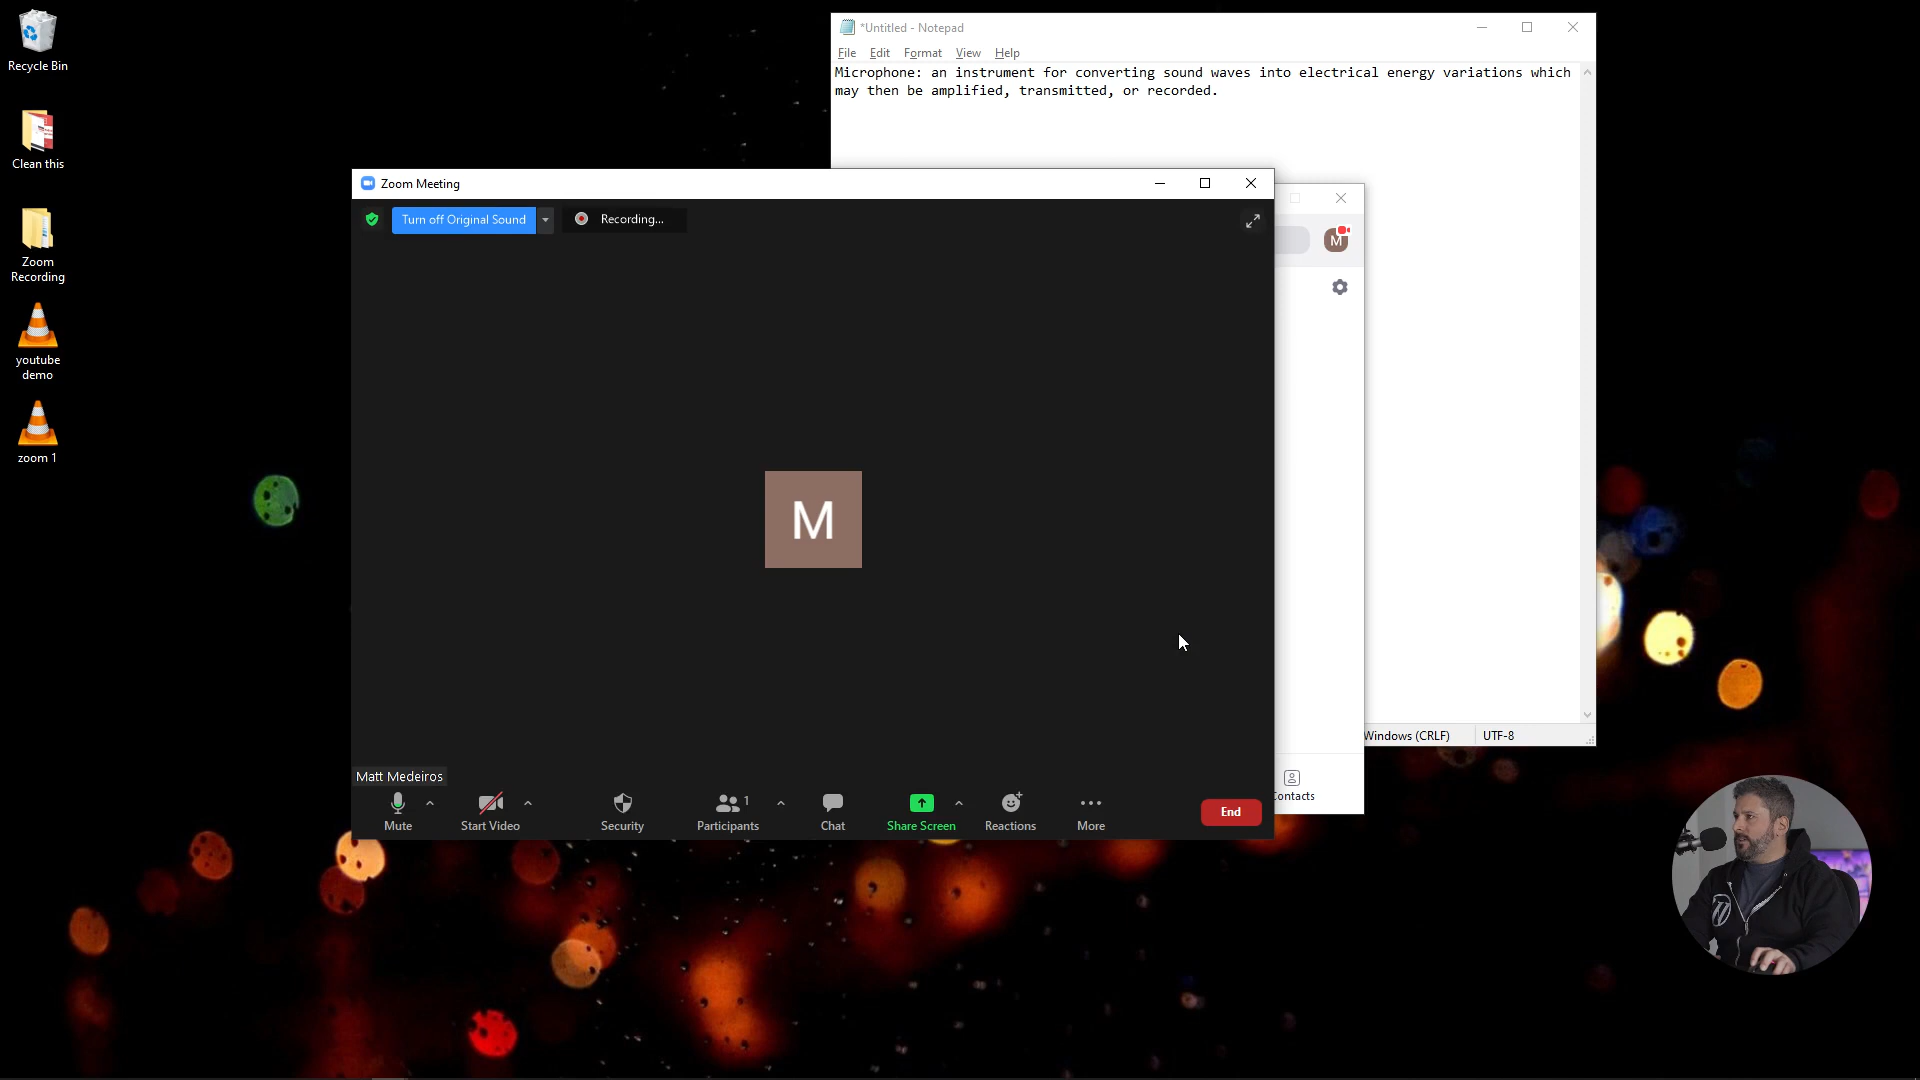 Recycle Bin
Clean this
Zoom
Recording
youtube
demo
zoom 1
*Untitled - Notepad
File Edit Format View Help
Microphone: an instrument for converting sound waves into electrical energy variations which
may then be amplified, transmitted, or recorded.
Windows (CRLF) UTF-8
Zoom Meeting
Turn off Original Sound Recording...
M
M
Matt Medeiros
1
Mute Start Video Security Participants Chat Share Screen Reactions More End
ontacts